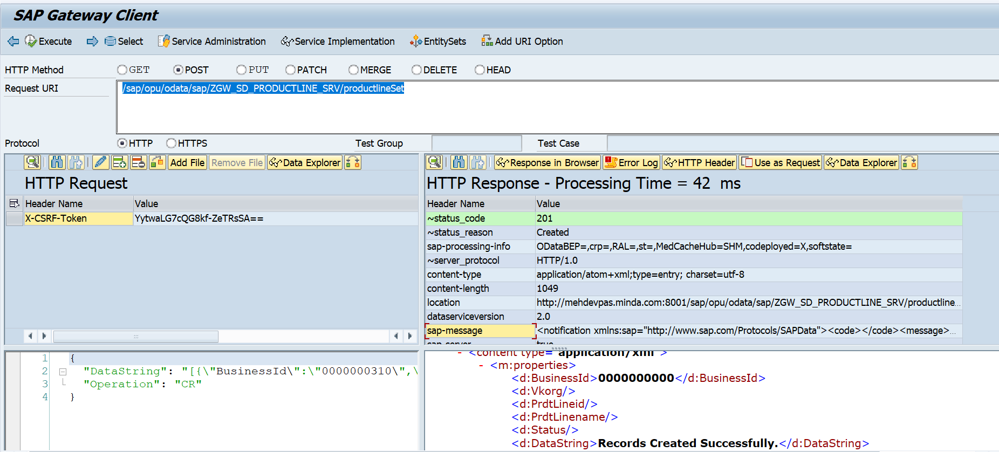 SAP Gateway Client
Execute Select Service Administration Service Implementation EntitySets Add URI Option
HTTP Method GET POST PUT PATCH MERGE DELETE HEAD
Request URI /sap/opu/odata/sap/ZGW_SD_PRODUCTLINE_SRV/productlineSet
Protocol HTTP HTTPS Test Group Test Case
Add File Remove File Data Explorer
HTTP Request
Header Name Value
X-CSRF-Token YytwaLG7cQG8kf-ZeTRsSA==
Response in Browser Error Log HTTP Header Use as Request Data Explorer
HTTP Response - Processing Time = 42 ms
Header Name Value
~status_code 201
~status_reason Created
sap-processing-info ODataBEP=,crp=,RAL=,st=,MedCacheHub=SHM,codeployed=X,softstate=
~server_protocol HTTP/1.0
content-type application/atom+xml;type=entry; charset=utf-8
content-length 1049
location http://mehdevpas.minda.com:8001/sap/opu/odata/sap/ZGW_SD_PRODUCTLINE_SRV/productline...
dataserviceversion 2.0
sap-message <notification xmlns:sap="http://www.sap.com/Protocols/SAPData"><code></code><message>...
sap-server true
1 {
2 "DataString": "[{\"BusinessId\":\"0000000310\",\
3 "Operation": "CR"
4 }
- <content type="application/xml">
- <m:properties>
<d:BusinessId>0000000000</d:BusinessId>
<d:Vkorg/>
<d:PrdtLineid/>
<d:PrdtLinename/>
<d:Status/>
<d:DataString>Records Created Successfully.</d:DataString>